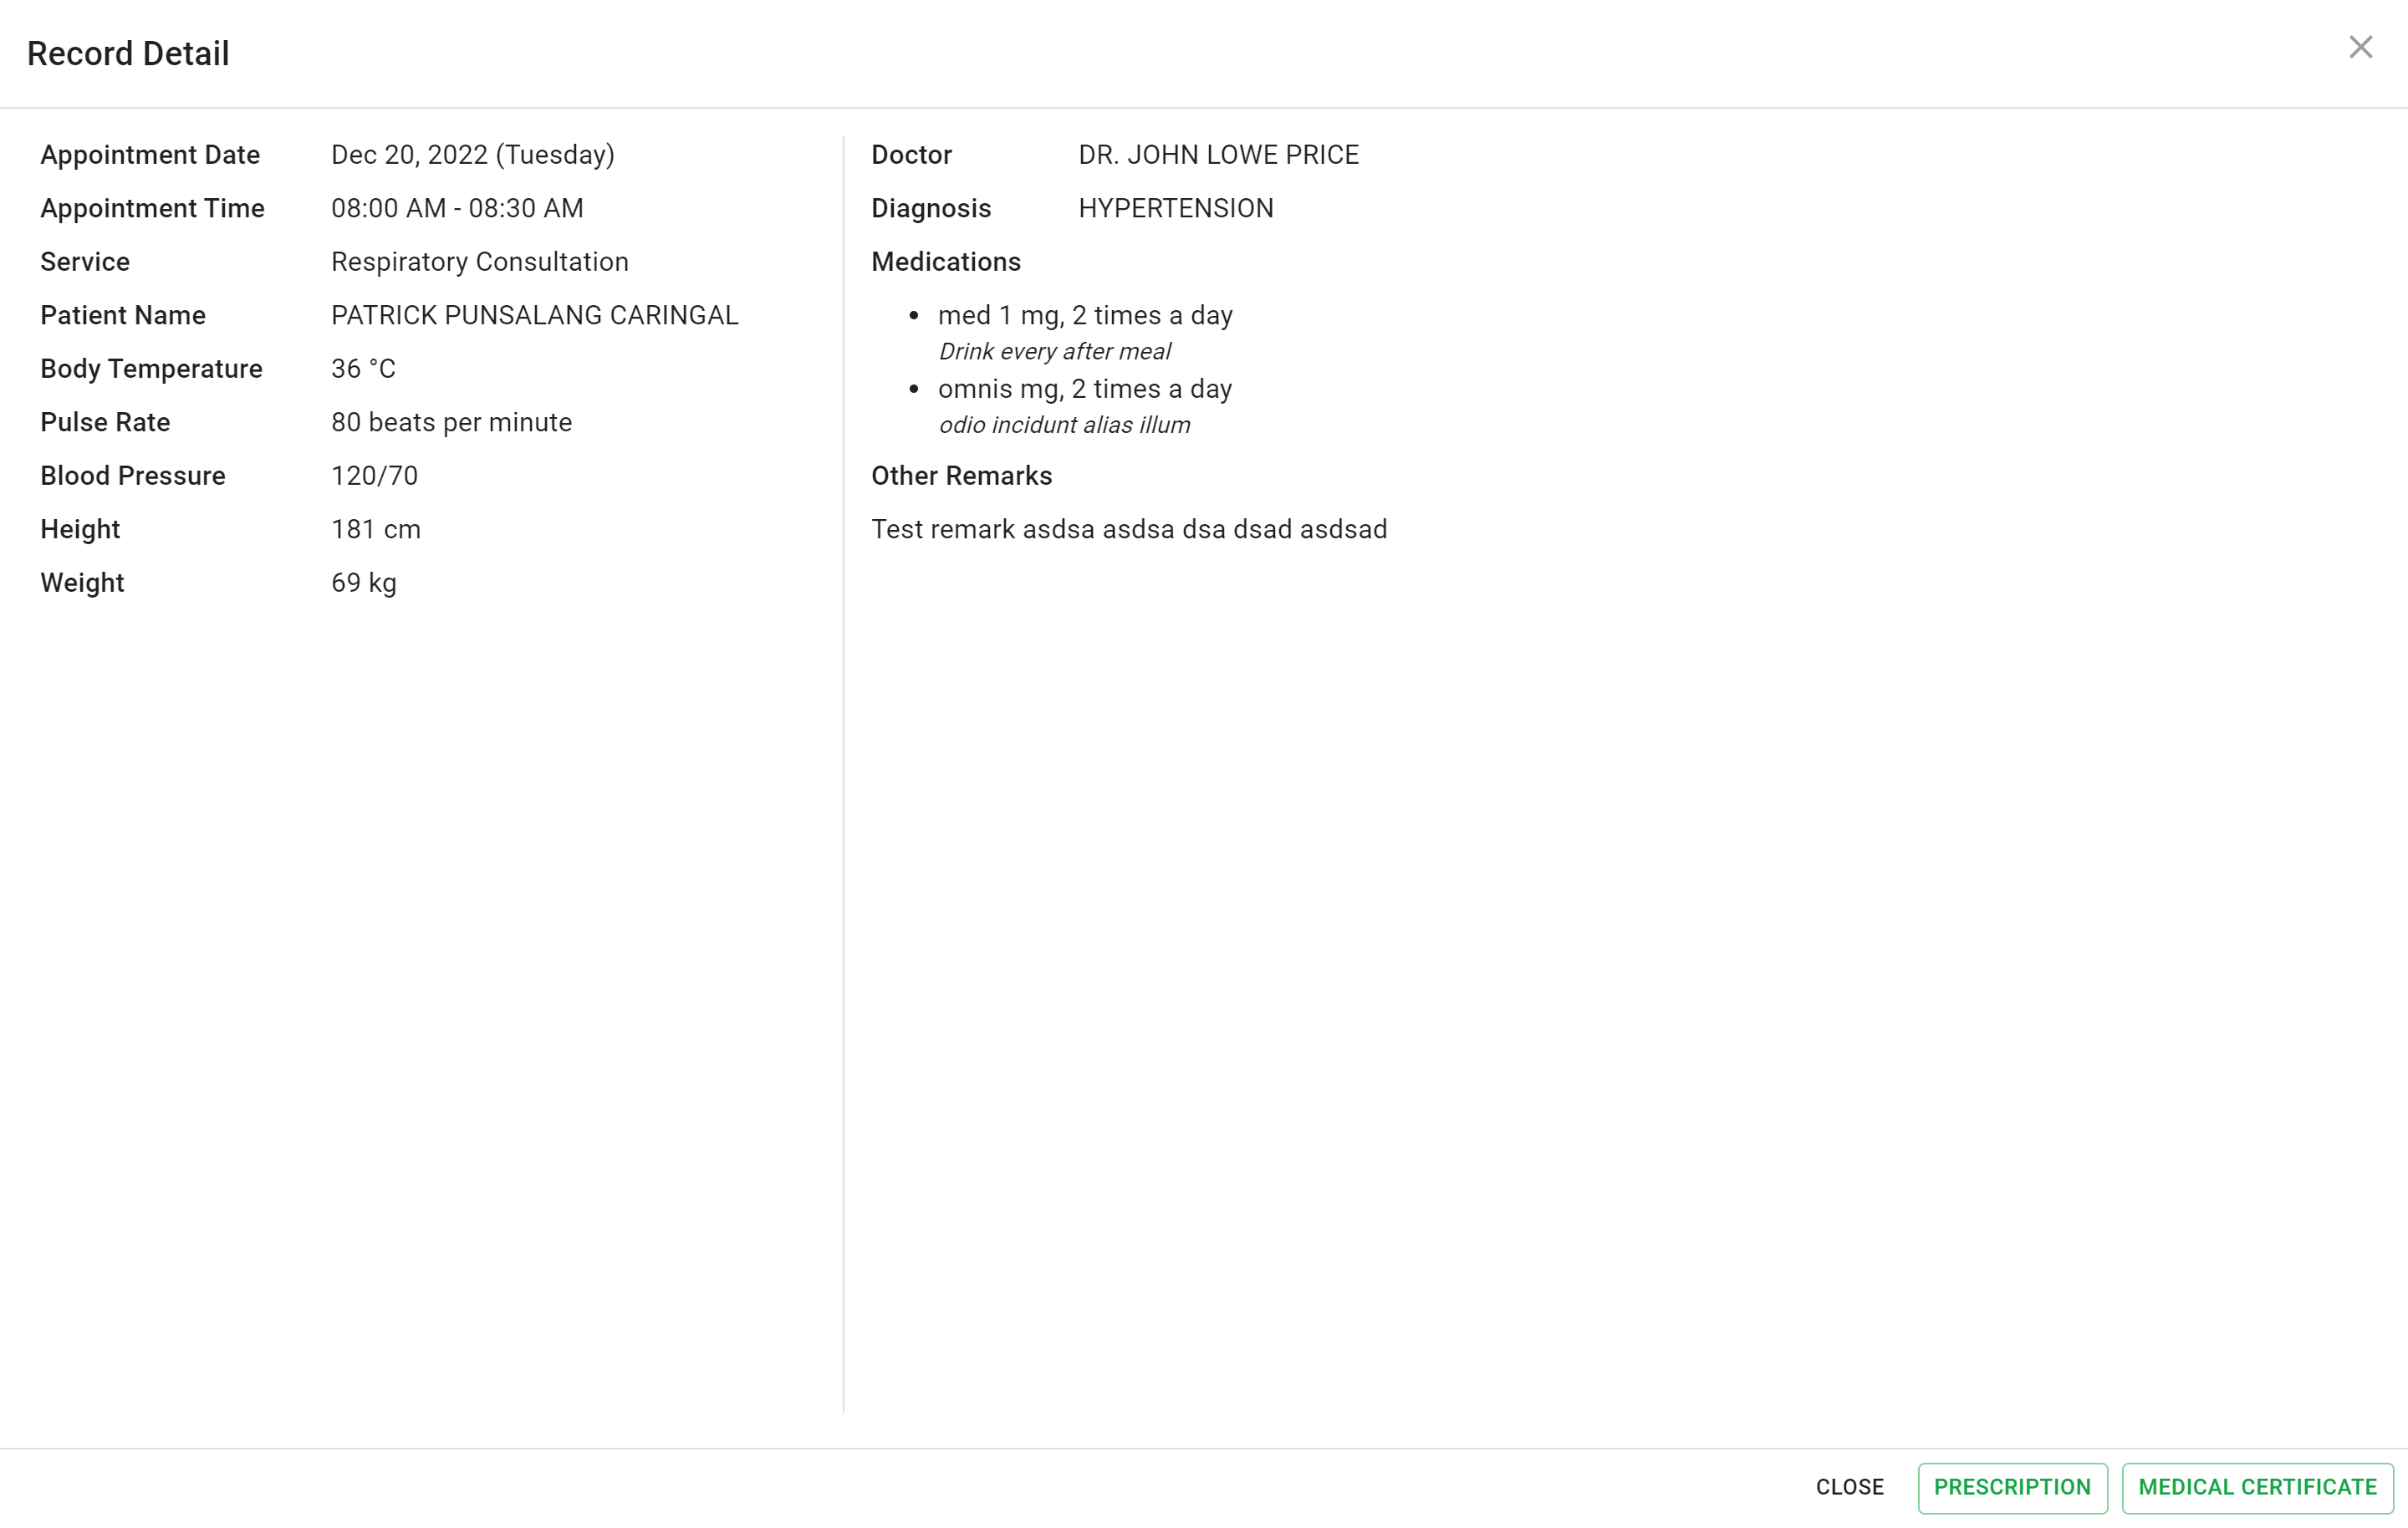 Record Detail
Appointment Date Dec 20, 2022 (Tuesday)
Appointment Time 08:00 AM - 08:30 AM
Service Respiratory Consultation
Patient Name PATRICK PUNSALANG CARINGAL
Body Temperature 36 °C
Pulse Rate 80 beats per minute
Blood Pressure 120/70
Height 181 cm
Weight 69 kg
Doctor DR. JOHN LOWE PRICE
Diagnosis HYPERTENSION
Medications
• med 1 mg, 2 times a day
Drink every after meal
• omnis mg, 2 times a day
odio incidunt alias illum
Other Remarks
Test remark asdsa asdsa dsa dsad asdsad
CLOSE PRESCRIPTION MEDICAL CERTIFICATE